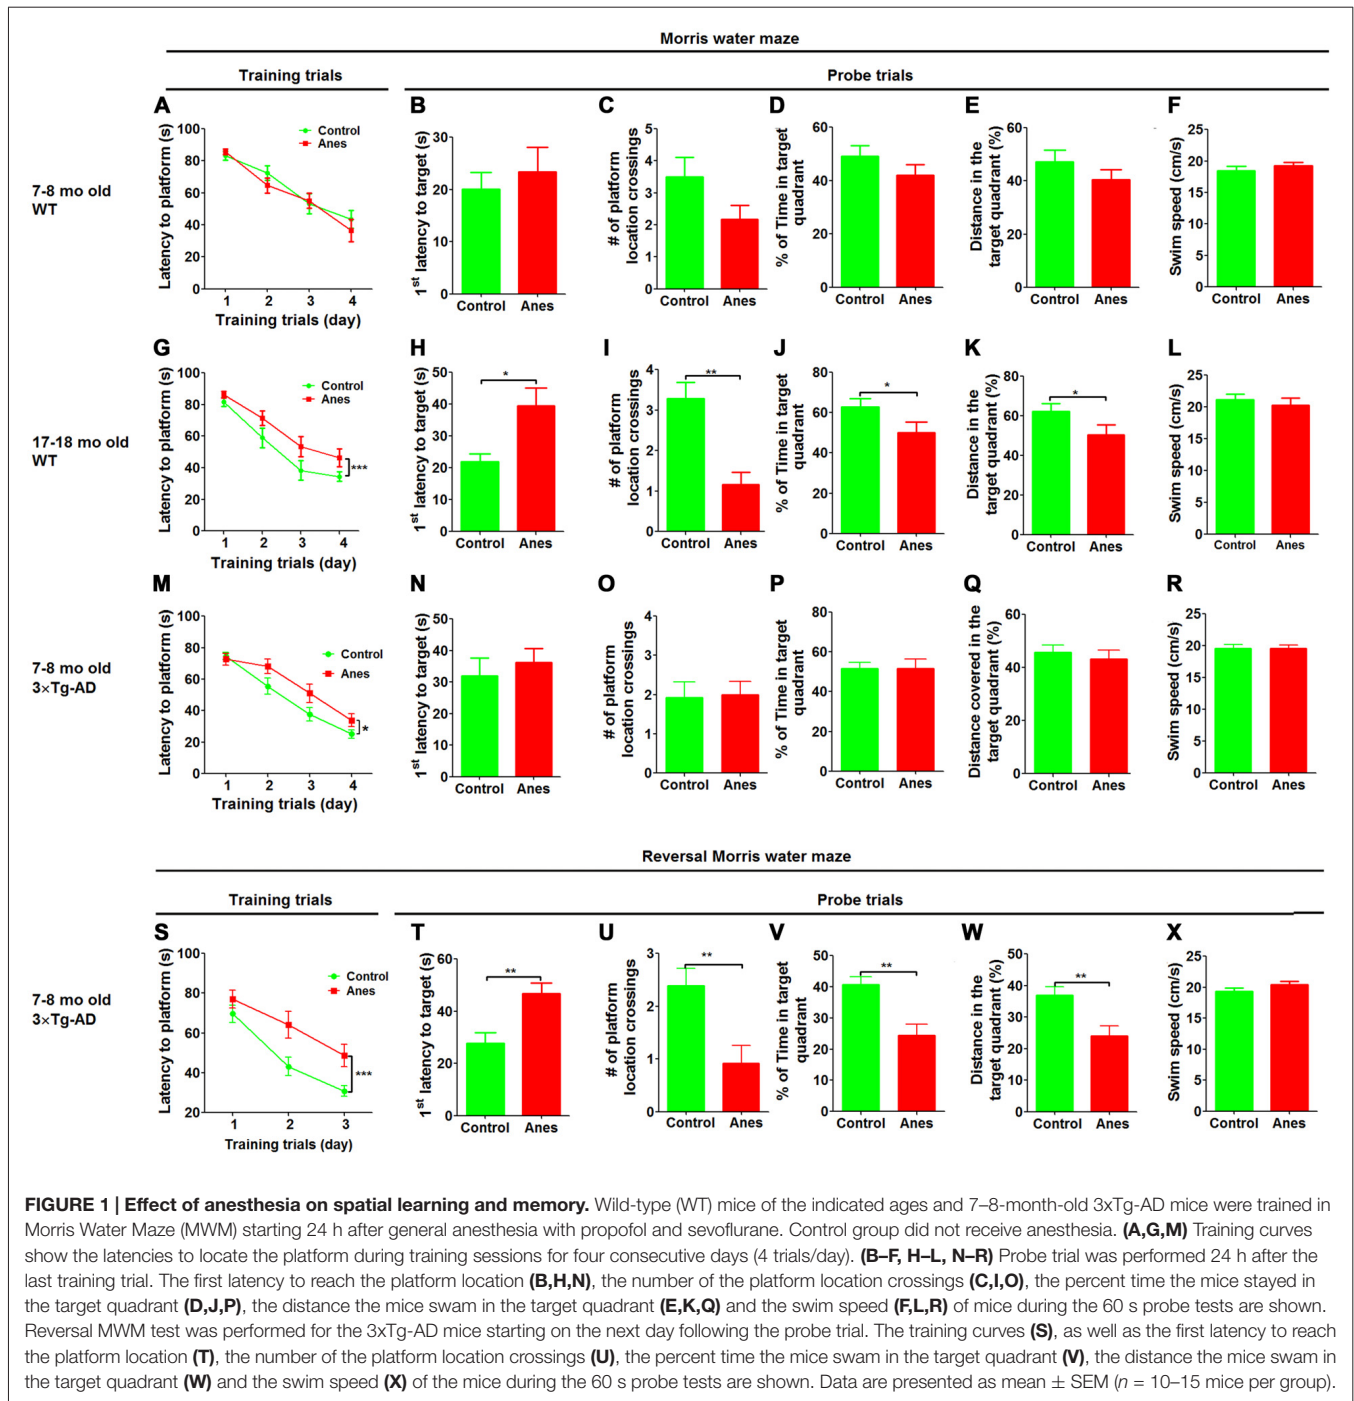 Morris water maze
Training trials
Probe trials
7-8 mo old
WT
A
Latency to platform (s)
100
80
60
40
20
0
Control
Anes
1 2 3 4
Training trials (day)
B
1st latency to target (s)
30
20
10
0
Control Anes
C
# of platform
location crossings
5
4
3
2
1
0
Control Anes
D
% of Time in target
quadrant
60
40
20
0
Control Anes
E
Distance in the
target quadrant (%)
60
40
20
0
Control Anes
F
Swim speed (cm/s)
25
20
15
10
5
0
Control Anes
17-18 mo old
WT
G
Latency to platform (s)
100
80
60
40
20
0
Control
Anes
***
1 2 3 4
Training trials (day)
H
1st latency to target (s)
50
40
30
20
10
0
*
Control Anes
I
# of platform
location crossings
4
3
2
1
0
**
Control Anes
J
% of Time in target
quadrant
80
60
40
20
0
*
Control Anes
K
Distance in the
target quadrant (%)
80
60
40
20
0
*
Control Anes
L
Swim speed (cm/s)
25
20
15
10
5
0
Control Anes
7-8 mo old
3×Tg-AD
M
Latency to platform (s)
100
80
60
40
20
0
Control
Anes
*
1 2 3 4
Training trials (day)
N
1st latency to target (s)
50
40
30
20
10
0
Control Anes
O
# of platform
location crossings
4
3
2
1
0
Control Anes
P
% of Time in target
quadrant
80
60
40
20
0
Control Anes
Q
Distance covered in the
target quadrant (%)
60
40
20
0
Control Anes
R
Swim speed (cm/s)
25
20
15
10
5
0
Control Anes
Reversal Morris water maze
Training trials
Probe trials
7-8 mo old
3×Tg-AD
S
Latency to platform (s)
100
80
60
40
20
Control
Anes
***
1 2 3
Training trials (day)
T
1st latency to target (s)
60
40
20
0
**
Control Anes
U
# of platform
location crossings
3
2
1
0
**
Control Anes
V
% of Time in target
quadrant
50
40
30
20
10
0
**
Control Anes
W
Distance in the
target quadrant (%)
50
40
30
20
10
0
**
Control Anes
X
Swim speed (cm/s)
25
20
15
10
5
0
Control Anes
FIGURE 1 | Effect of anesthesia on spatial learning and memory. Wild-type (WT) mice of the indicated ages and 7–8-month-old 3xTg-AD mice were trained in
Morris Water Maze (MWM) starting 24 h after general anesthesia with propofol and sevoflurane. Control group did not receive anesthesia. (A,G,M) Training curves
show the latencies to locate the platform during training sessions for four consecutive days (4 trials/day). (B–F, H–L, N–R) Probe trial was performed 24 h after the
last training trial. The first latency to reach the platform location (B,H,N), the number of the platform location crossings (C,I,O), the percent time the mice stayed in
the target quadrant (D,J,P), the distance the mice swam in the target quadrant (E,K,Q) and the swim speed (F,L,R) of mice during the 60 s probe tests are shown.
Reversal MWM test was performed for the 3xTg-AD mice starting on the next day following the probe trial. The training curves (S), as well as the first latency to reach
the platform location (T), the number of the platform location crossings (U), the percent time the mice swam in the target quadrant (V), the distance the mice swam in
the target quadrant (W) and the swim speed (X) of the mice during the 60 s probe tests are shown. Data are presented as mean ± SEM (n = 10–15 mice per group).